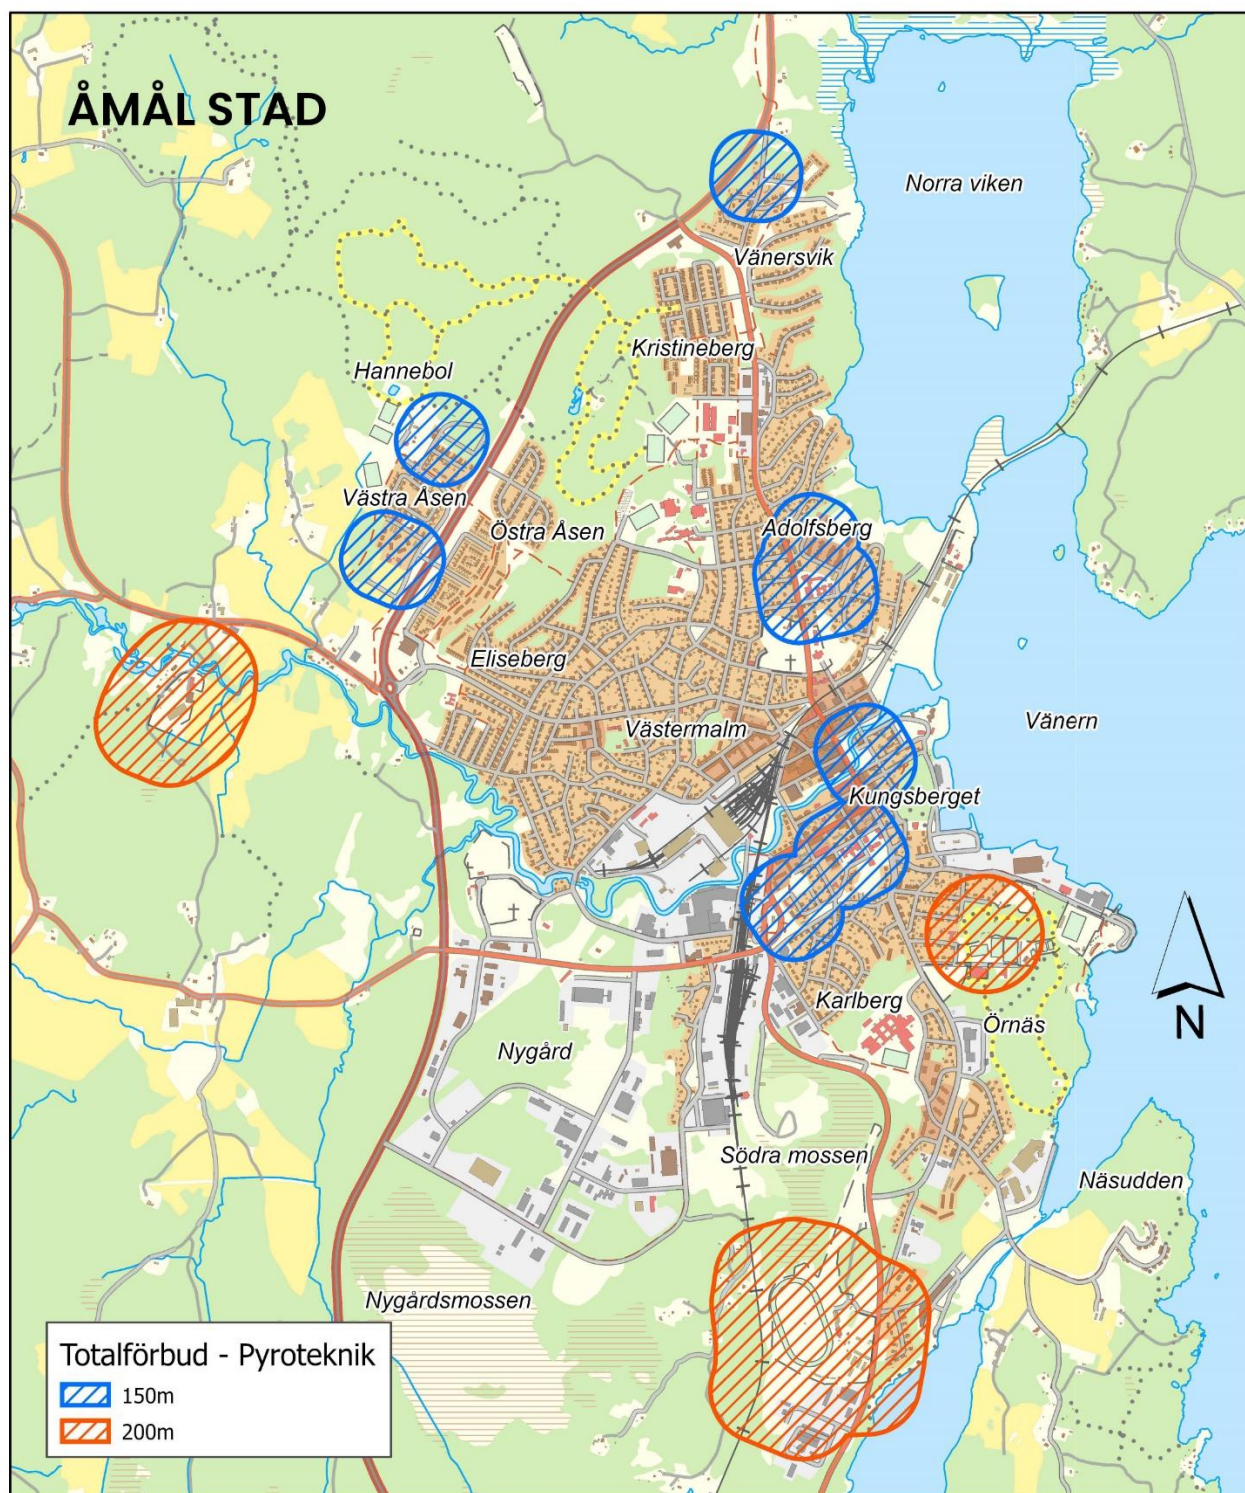 ÅMÅL STAD
Norra viken
Vänersvik
Kristineberg
Hannebol
Västra Åsen
Östra Åsen
Adolfsberg
Eliseberg
Västermalm
Vänern
Kungsberget
Karlberg
Örnäs
N
Nygård
Södra mossen
Näsudden
Nygårdsmossen
Totalförbud - Pyroteknik
150m
200m